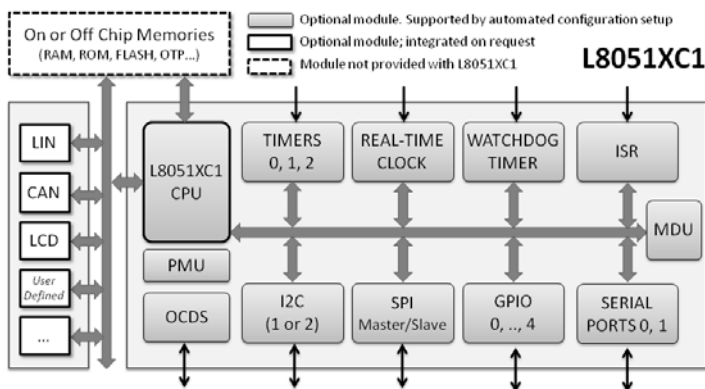 On or Off Chip Memories
(RAM, ROM, FLASH, OTP...)
Optional module. Supported by automated configuration setup
Optional module; integrated on request
Module not provided with L8051XC1
L8051XC1
LIN
CAN
LCD
User
Defined
...
L8051XC1
CPU
PMU
OCDS
TIMERS
0, 1, 2
REAL-TIME
CLOCK
WATCHDOG
TIMER
ISR
MDU
I2C
(1 or 2)
SPI
Master/Slave
GPIO
0, .., 4
SERIAL
PORTS 0, 1